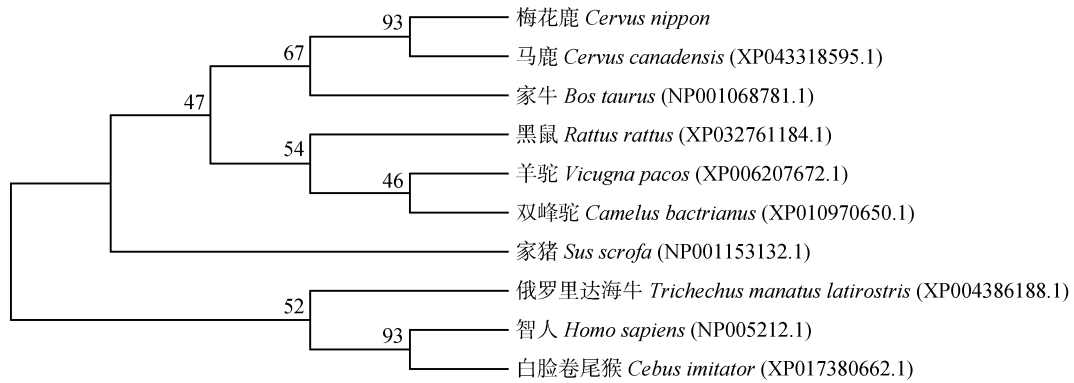 93
梅花鹿 Cervus nippon
67
马鹿 Cervus canadensis (XP043318595.1)
47
家牛 Bos taurus (NP001068781.1)
黑鼠 Rattus rattus (XP032761184.1)
54
羊驼 Vicugna pacos (XP006207672.1)
46
双峰驼 Camelus bactrianus (XP010970650.1)
家猪 Sus scrofa (NP001153132.1)
俄罗里达海牛 Trichechus manatus latirostris (XP004386188.1)
52
智人 Homo sapiens (NP005212.1)
93
白脸卷尾猴 Cebus imitator (XP017380662.1)